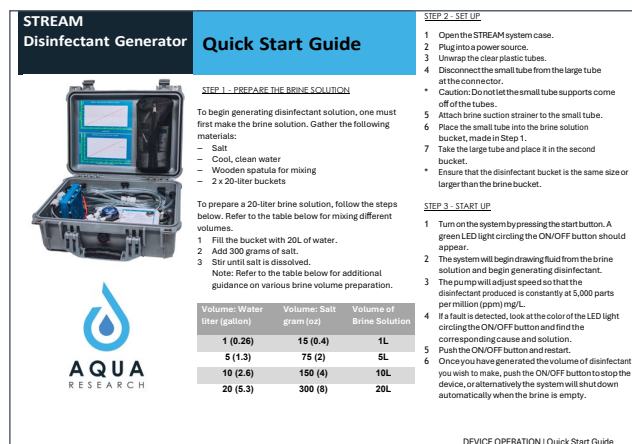 STREAM
Disinfectant Generator
Quick Start Guide
STEP 1 - PREPARE THE BRINE SOLUTION
To begin generating disinfectant solution, one must
first make the brine solution. Gather the following
materials:
– Salt
– Cool, clean water
– Wooden spatula for mixing
– 2 x 20-liter buckets
To prepare a 20-liter brine solution, follow the steps
below. Refer to the table below for mixing different
volumes.
1 Fill the bucket with 20L of water.
2 Add 300 grams of salt.
3 Stir until salt is dissolved.
Note: Refer to the table below for additional
guidance on various brine volume preparation.
Volume: Water Volume: Salt Volume of
liter (gallon) gram (oz) Brine Solution
1 (0.26) 15 (0.4) 1L
5 (1.3) 75 (2) 5L
10 (2.6) 150 (4) 10L
20 (5.3) 300 (8) 20L
AQUA
RESEARCH
STEP 2 - SET UP
1 Open the STREAM system case.
2 Plug into a power source.
3 Unwrap the clear plastic tubes.
4 Disconnect the small tube from the large tube
at the connector.
* Caution: Do not let the small tube supports come
off of the tubes.
5 Attach brine suction strainer to the small tube.
6 Place the small tube into the brine solution
bucket, made in Step 1.
7 Take the large tube and place it in the second
bucket.
* Ensure that the disinfectant bucket is the same size or
larger than the brine bucket.
STEP 3 - START UP
1 Turn on the system by pressing the start button. A
green LED light circling the ON/OFF button should
appear.
2 The system will begin drawing fluid from the brine
solution and begin generating disinfectant.
3 The pump will adjust speed so that the
disinfectant produced is constantly at 5,000 parts
per million (ppm) mg/L.
4 If a fault is detected, look at the color of the LED light
circling the ON/OFF button and find the
corresponding cause and solution.
5 Push the ON/OFF button and restart.
6 Once you have generated the volume of disinfectant
you wish to make, push the ON/OFF button to stop the
device, or alternatively the system will shut down
automatically when the brine is empty.
DEVICE OPERATION | Quick Start Guide